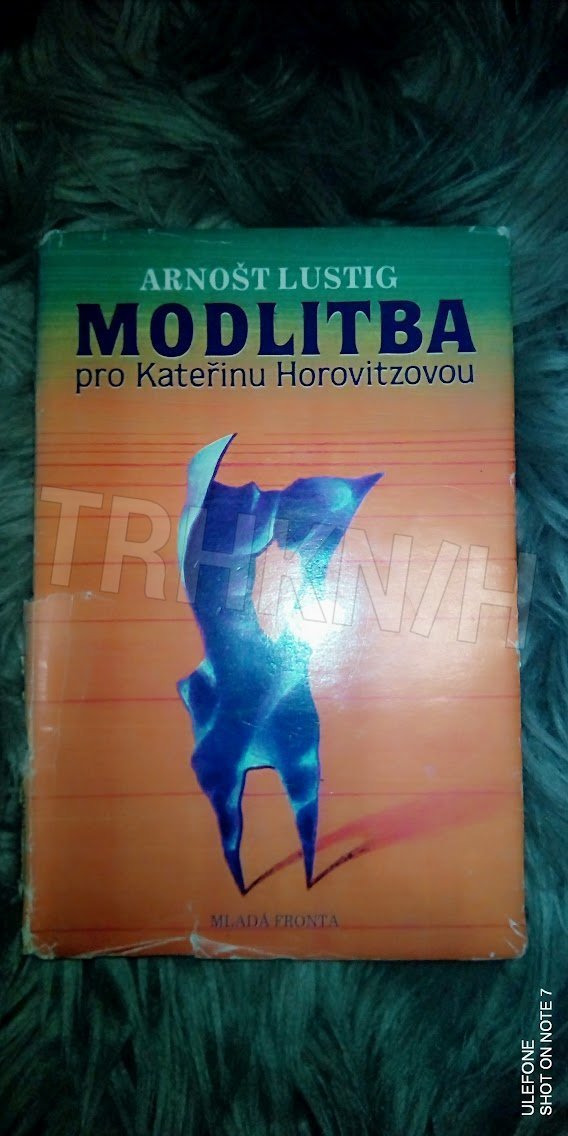 ARNOŠT LUSTIG
MODLITBA
pro Kateřinu Horovitzovou
TRHKNIH
MLADÁ FRONTA
ULEFONE
SHOT ON NOTE 7